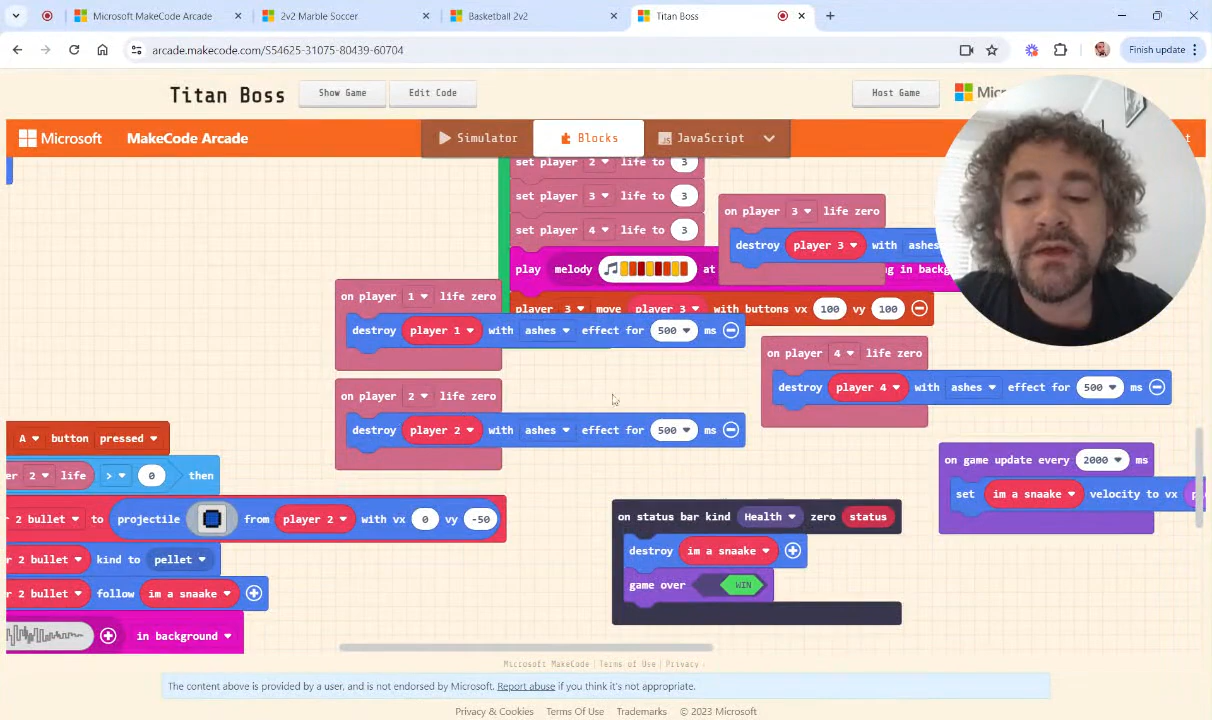 Microsoft MakeCode Arcade
2v2 Marble Soccer
Basketball 2v2
Titan Boss
arcade.makecode.com/S54625-31075-80439-60704
Finish update
Titan Boss
Show Game
Edit Code
Host Game
Micr
Microsoft
MakeCode Arcade
Simulator
Blocks
JavaScript
set player 2 life to 3
set player 3 life to 3
set player 4 life to 3
play melody at
player 3 move player 3 with buttons vx 100 vy 100
on player 3 life zero
destroy player 3 with ashes
on player 1 life zero
destroy player 1 with ashes effect for 500 ms
on player 2 life zero
destroy player 2 with ashes effect for 500 ms
on player 4 life zero
destroy player 4 with ashes effect for 500 ms
A button pressed
er 2 life > 0 then
r 2 bullet to projectile from player 2 with vx 0 vy -50
r 2 bullet kind to pellet
r 2 bullet follow im a snaake
in background
on status bar kind Health zero status
destroy im a snaake
game over WIN
on game update every 2000 ms
set im a snaake velocity to vx
Microsoft MakeCode | Terms of Use | Privacy
The content above is provided by a user, and is not endorsed by Microsoft. Report abuse if you think it's not appropriate.
Privacy & Cookies Terms Of Use Trademarks © 2023 Microsoft